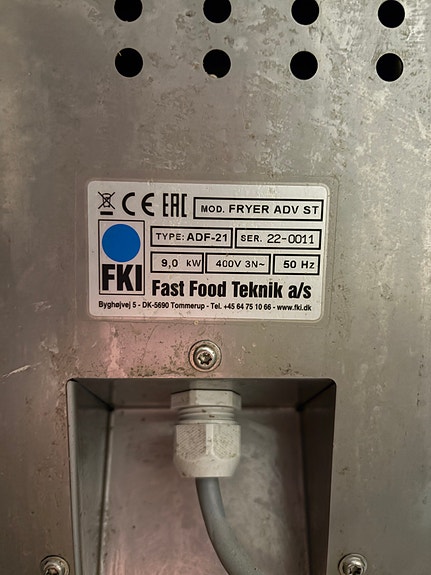 CE EAC MOD. FRYER ADV ST
TYPE: ADF-21 SER. 22-0011
9,0 kW 400V 3N~ 50 Hz
FKI Fast Food Teknik a/s
Byghøjvej 5 - DK-5690 Tommerup - Tel. +45 64 75 10 66 - www.fki.dk